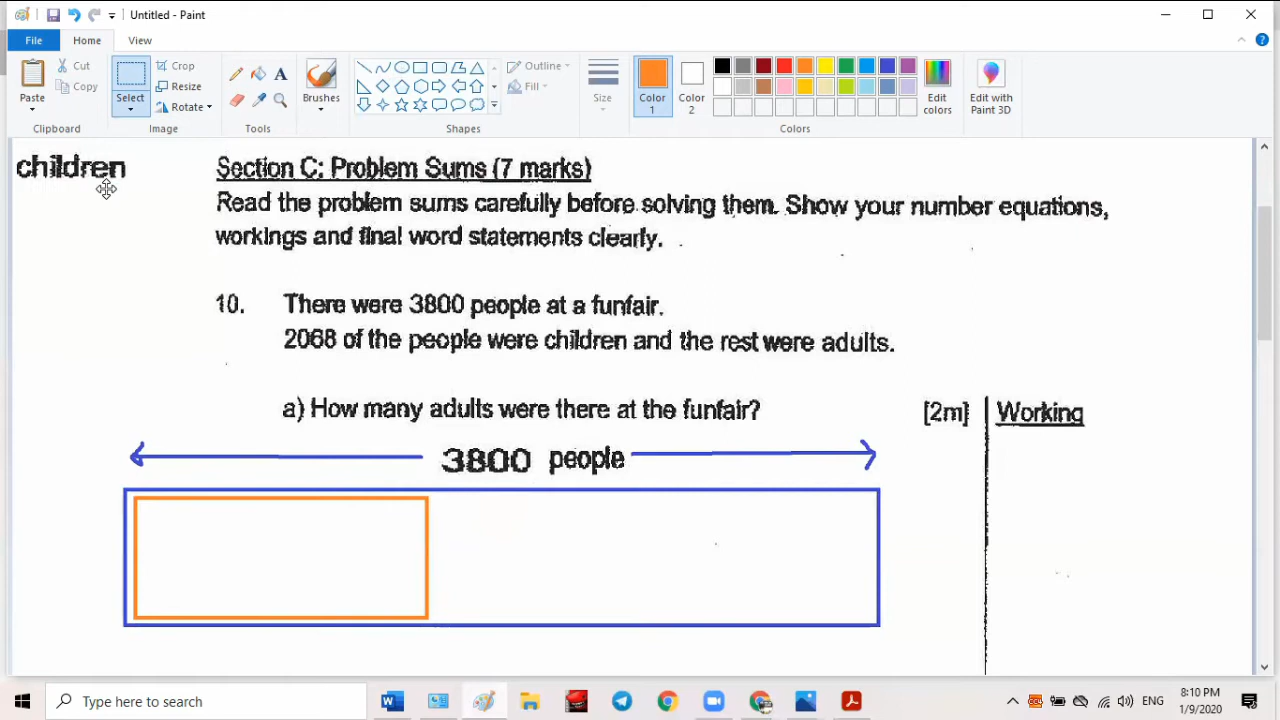 Untitled - Paint
File Home View
Paste
Cut
Copy
Clipboard
Select
Crop
Resize
Rotate
Image
A
Tools
Brushes
Outline
Fill
Shapes
Size
Color 1
Color 2
Edit colors
Colors
Edit with Paint 3D
children
Section C: Problem Sums (7 marks)
Read the problem sums carefully before solving them. Show your number equations,
workings and final word statements clearly.
10. There were 3800 people at a funfair.
2068 of the people were children and the rest were adults.
a) How many adults were there at the funfair? [2m] Working
3800 people
Type here to search
ENG
8:10 PM
1/9/2020